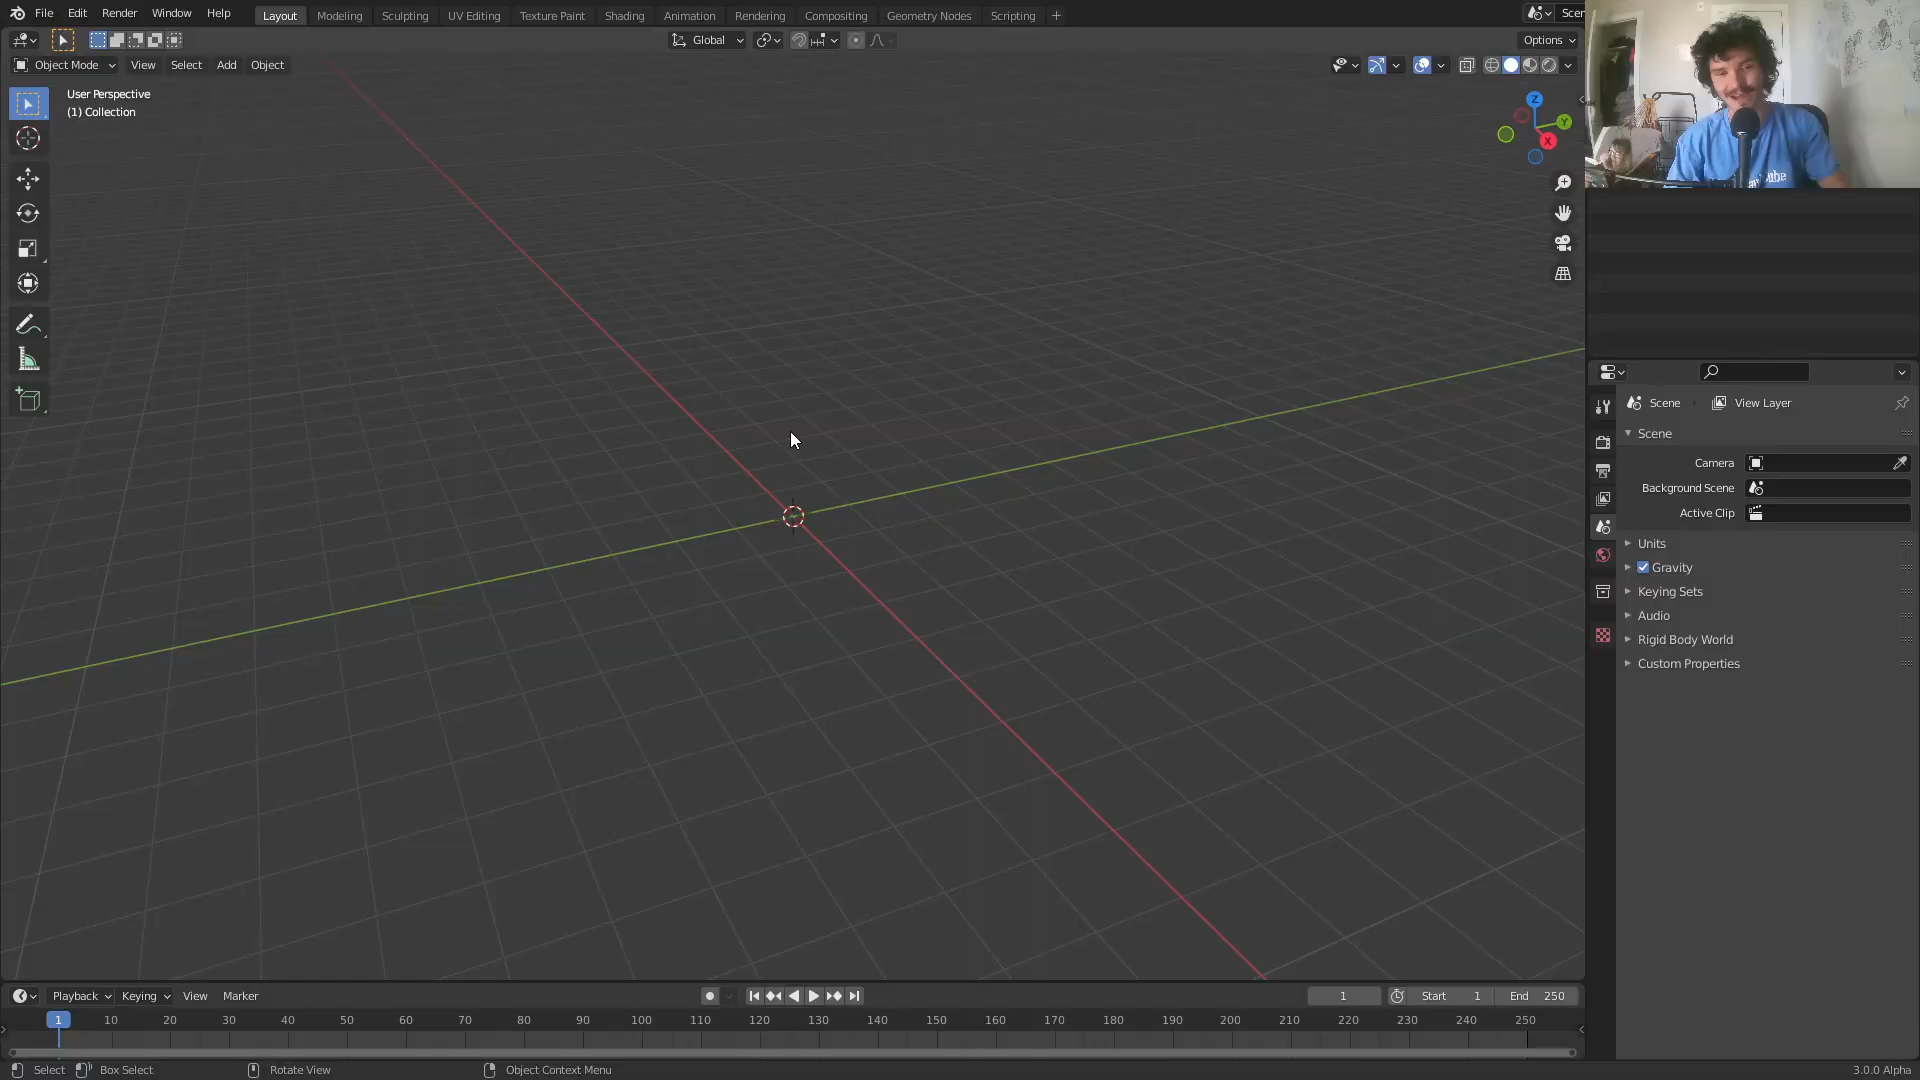 File Edit Render Window Help Layout Modeling Sculpting UV Editing Texture Paint Shading Animation Rendering Compositing Geometry Nodes Scripting + Scen
Global Options
Object Mode View Select Add Object
User Perspective
(1) Collection
Z
Y
X
Scene View Layer
Scene
Camera
Background Scene
Active Clip
Units
Gravity
Keying Sets
Audio
Rigid Body World
Custom Properties
Playback Keying View Marker 1 Start 1 End 250
1 10 20 30 40 50 60 70 80 90 100 110 120 130 140 150 160 170 180 190 200 210 220 230 240 250
Select Box Select Rotate View Object Context Menu 3.0.0 Alpha